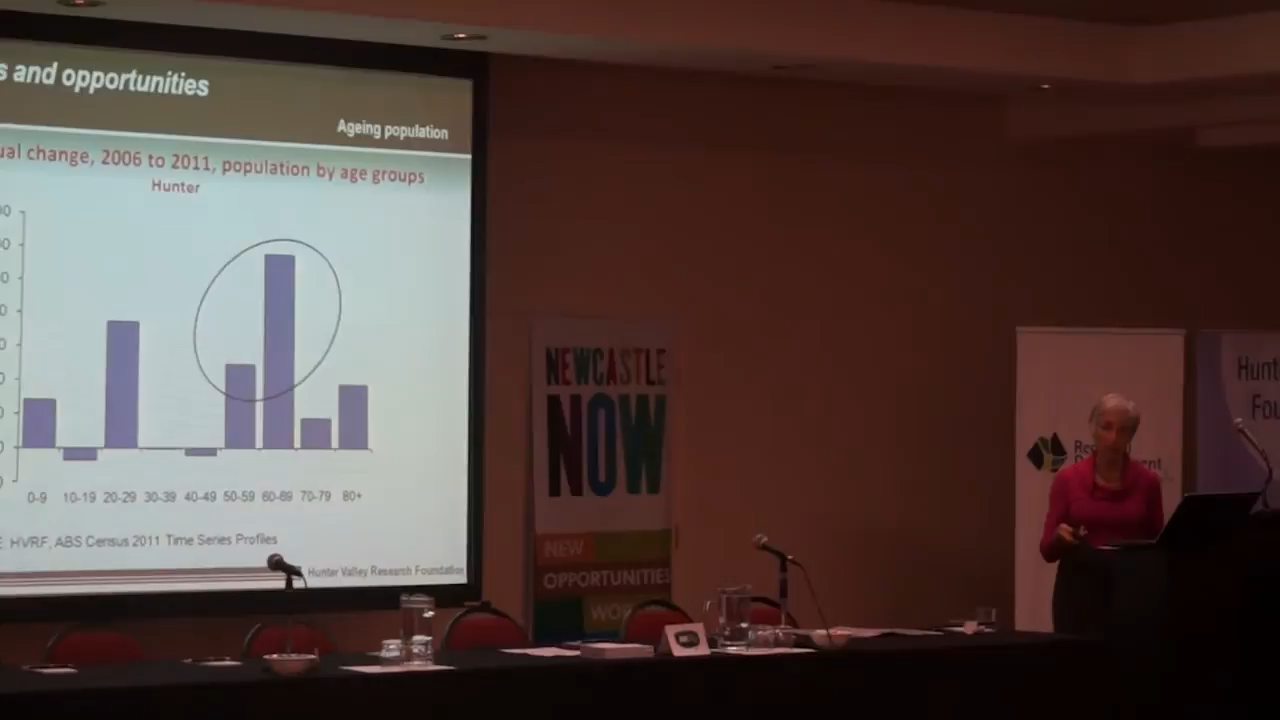 s and opportunities
Ageing population
ual change, 2006 to 2011, population by age groups
Hunter
0-9 10-19 20-29 30-39 40-49 50-59 60-69 70-79 80+
E: HVRF, ABS Census 2011 Time Series Profiles
Hunter Valley Research Foundation
NEWCASTLE
NOW
NEW
OPPORTUNITIES
Hunt
Fou